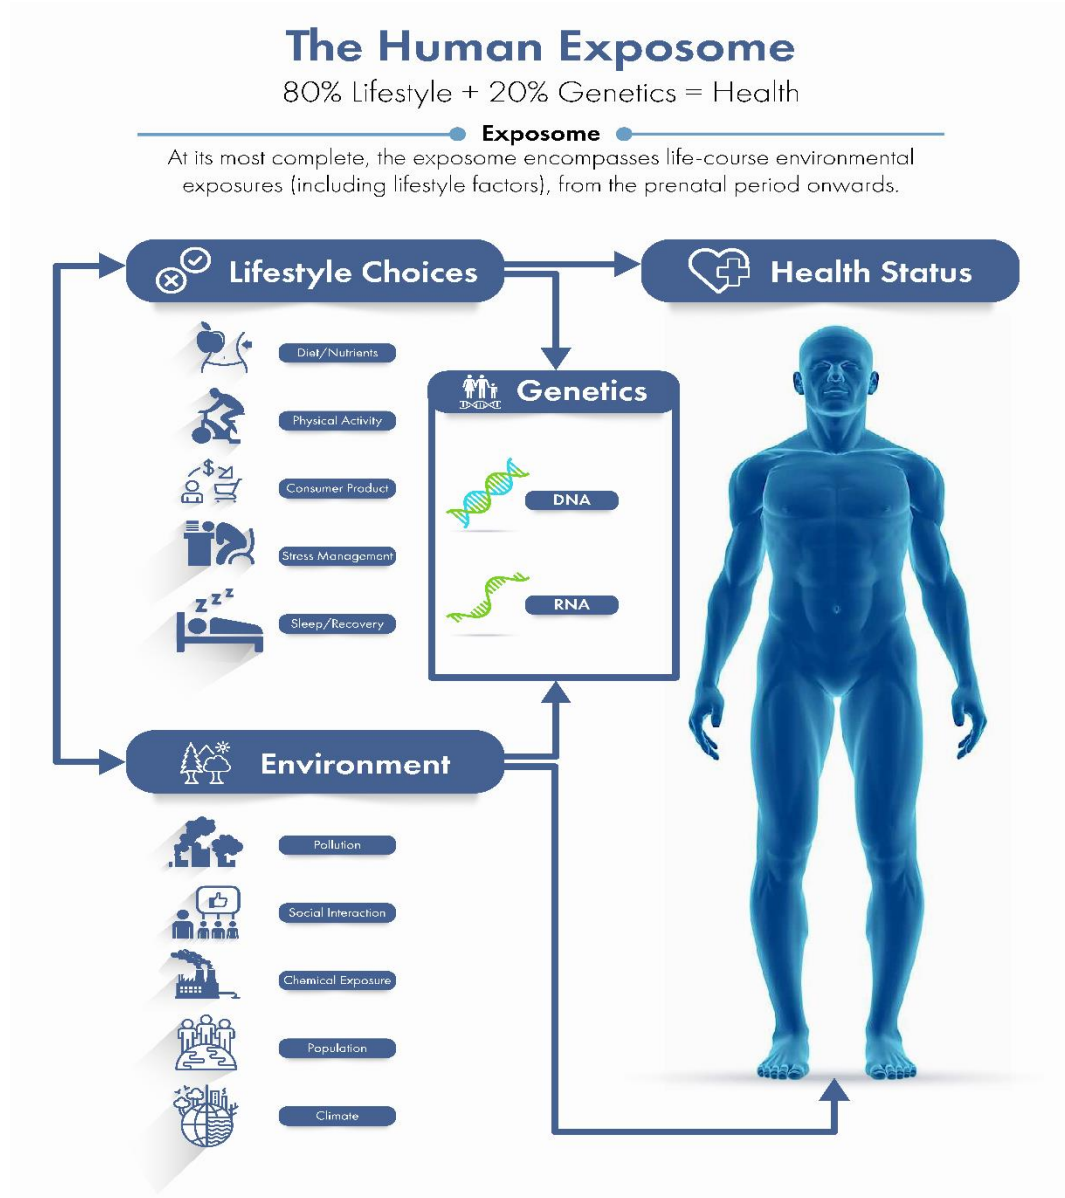 The Human Exposome
80% Lifestyle + 20% Genetics = Health
Exposome
At its most complete, the exposome encompasses life-course environmental
exposures (including lifestyle factors), from the prenatal period onwards.
Lifestyle Choices
Health Status
Diet/Nutrients
Physical Activity
$
Consumer Product
Stress Management
Z Z Z
Sleep/Recovery
Genetics
DNA
RNA
Environment
Pollution
Social Interaction
Chemical Exposure
Population
Climate